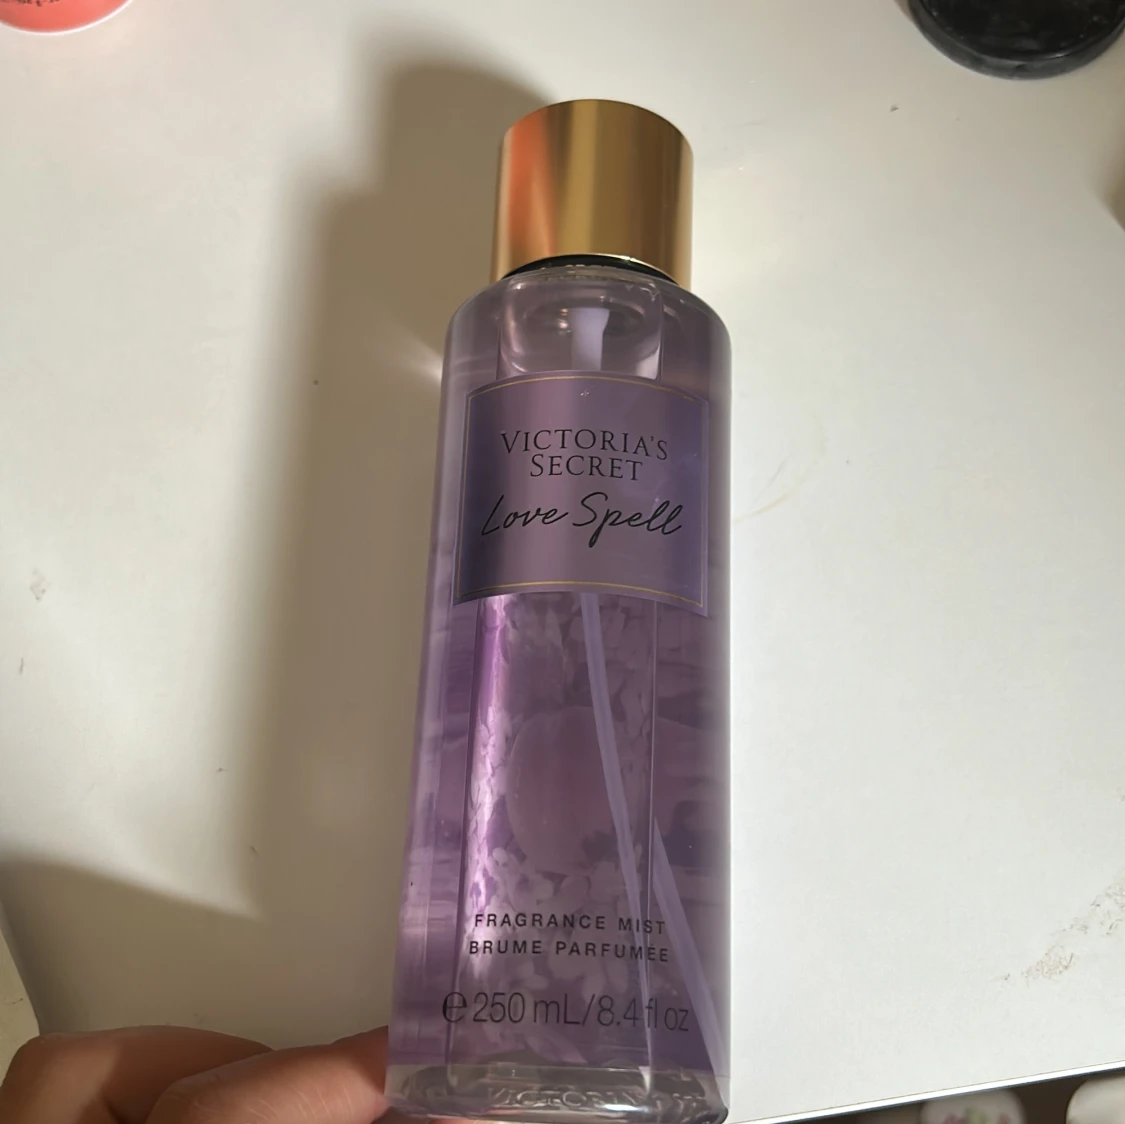 VICTORIA'S
SECRET
Love Spell
FRAGRANCE MIST
BRUME PARFUMÉE
℮ 250 mL/8.4 fl oz